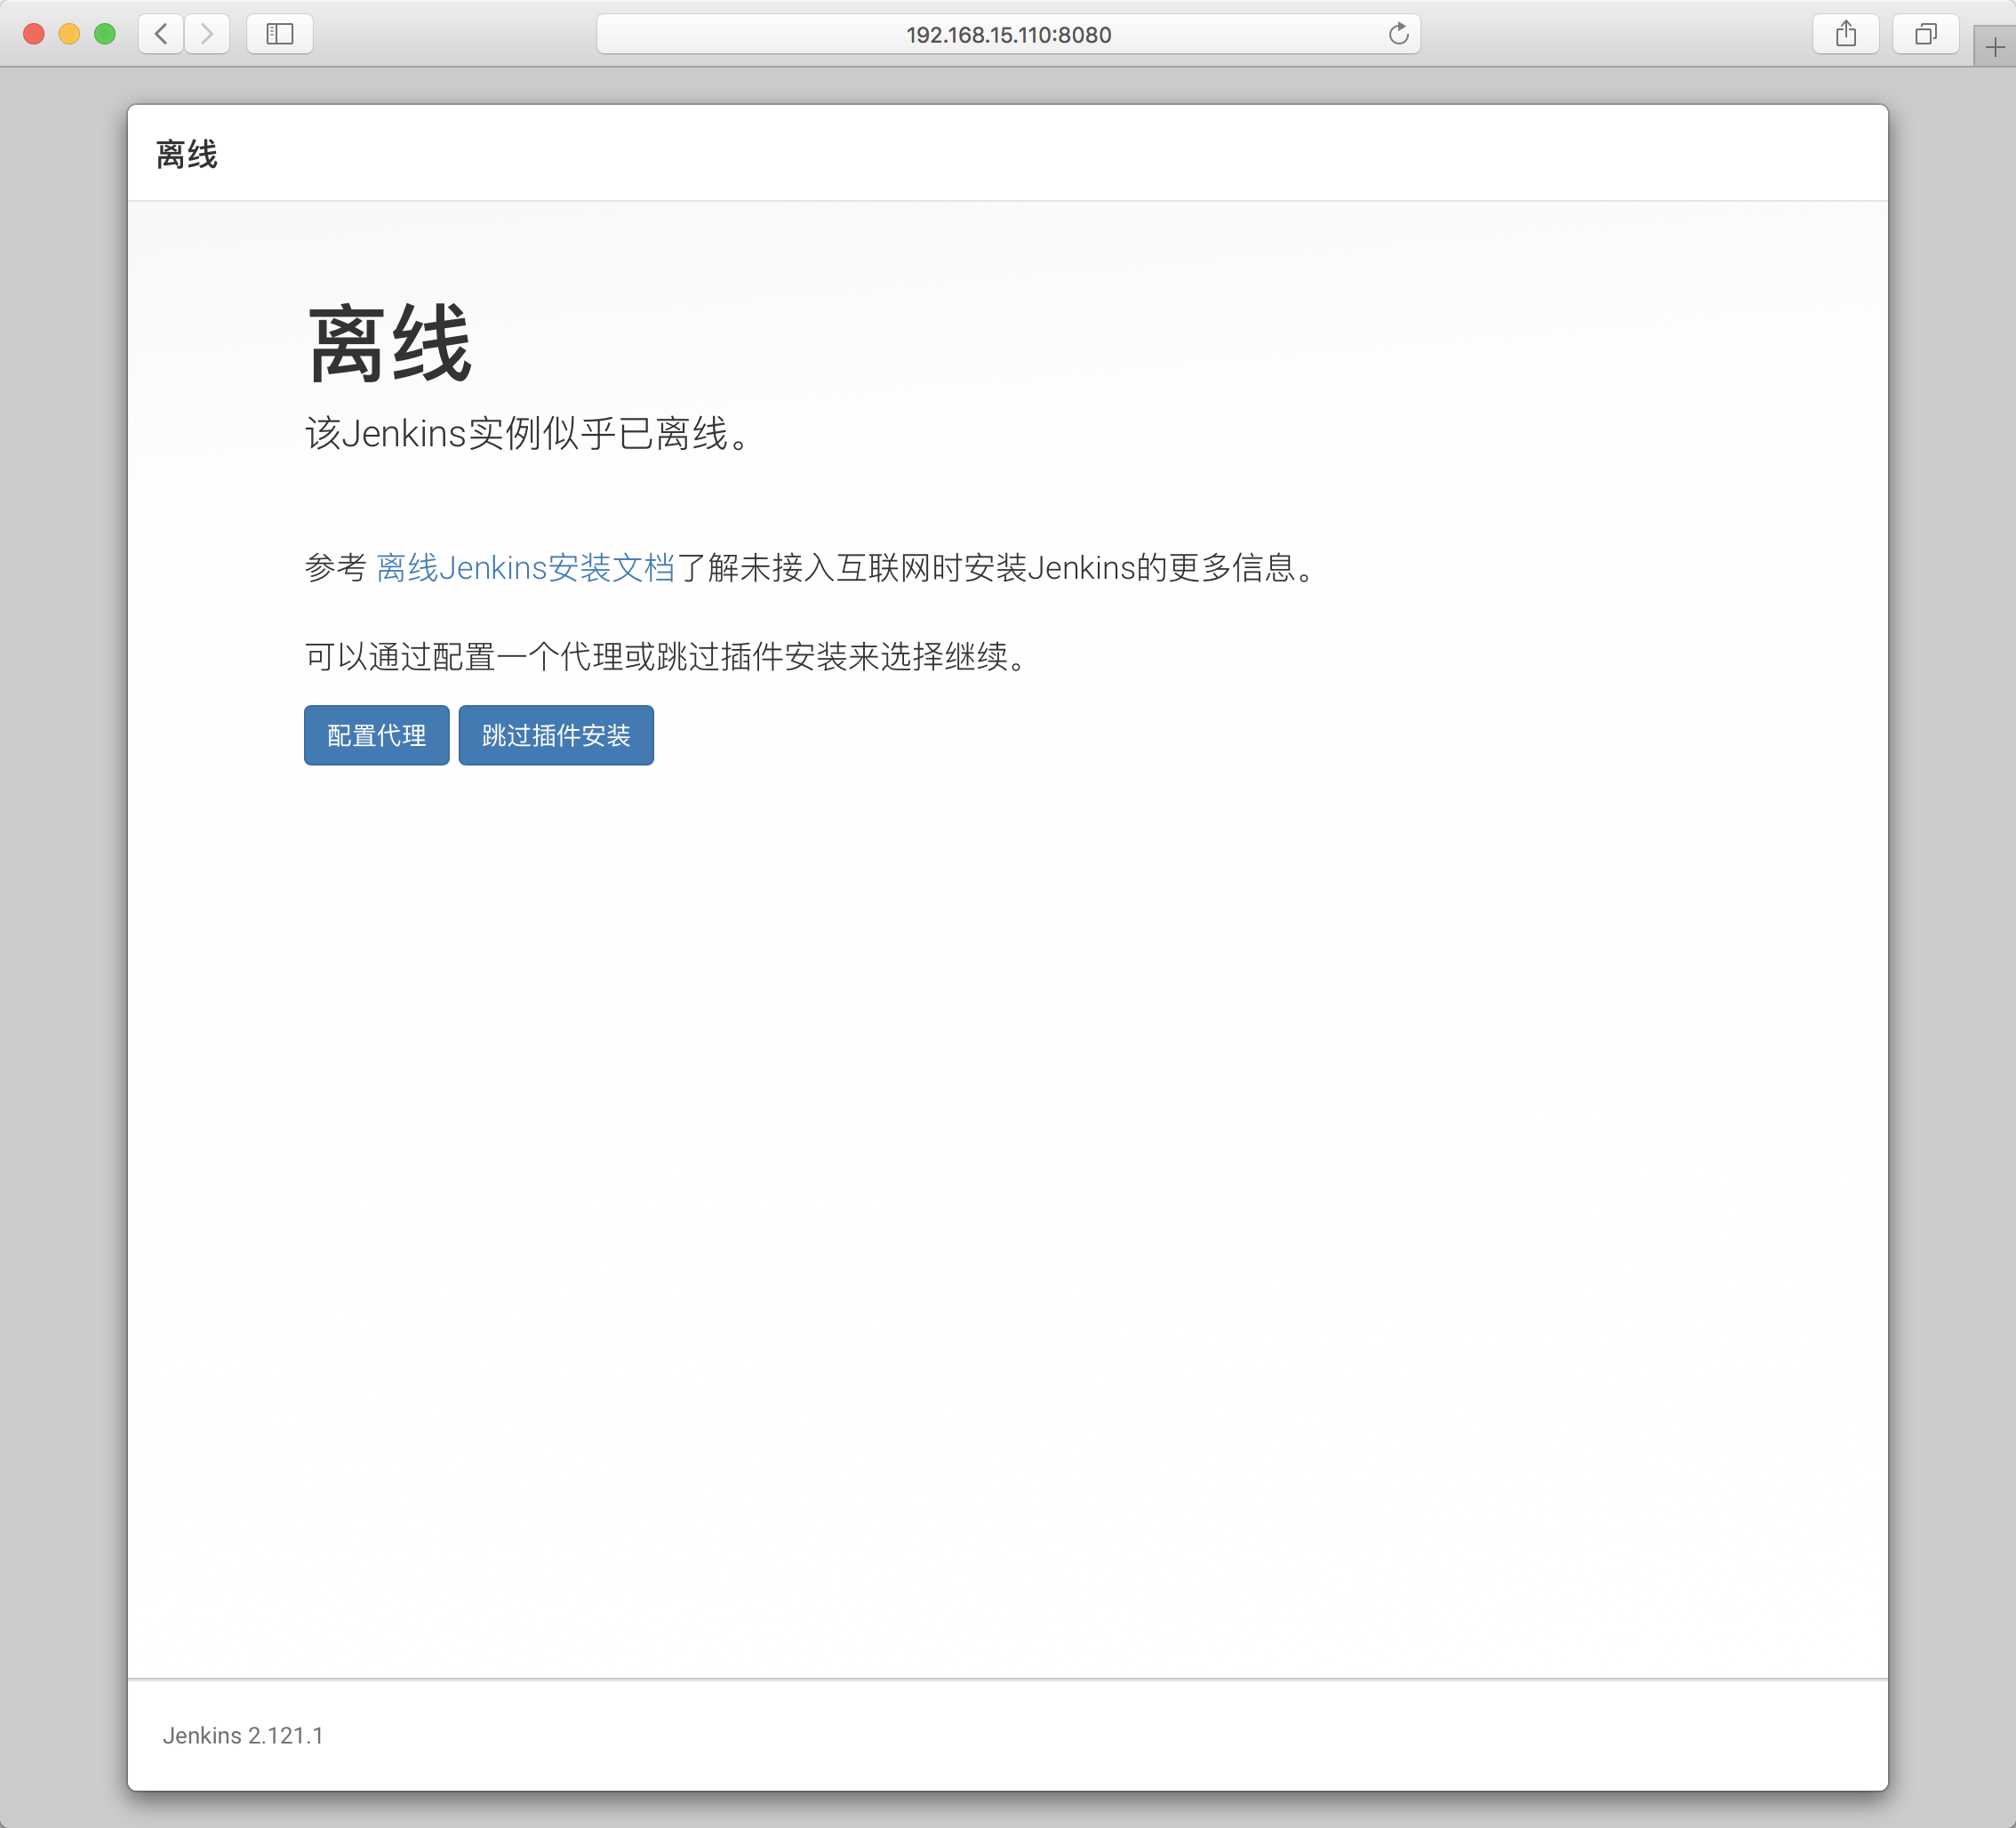 192.168.15.110:8080
离线
离线
该Jenkins实例似乎已离线。
参考 离线Jenkins安装文档了解未接入互联网时安装Jenkins的更多信息。
可以通过配置一个代理或跳过插件安装来选择继续。
配置代理 跳过插件安装
Jenkins 2.121.1